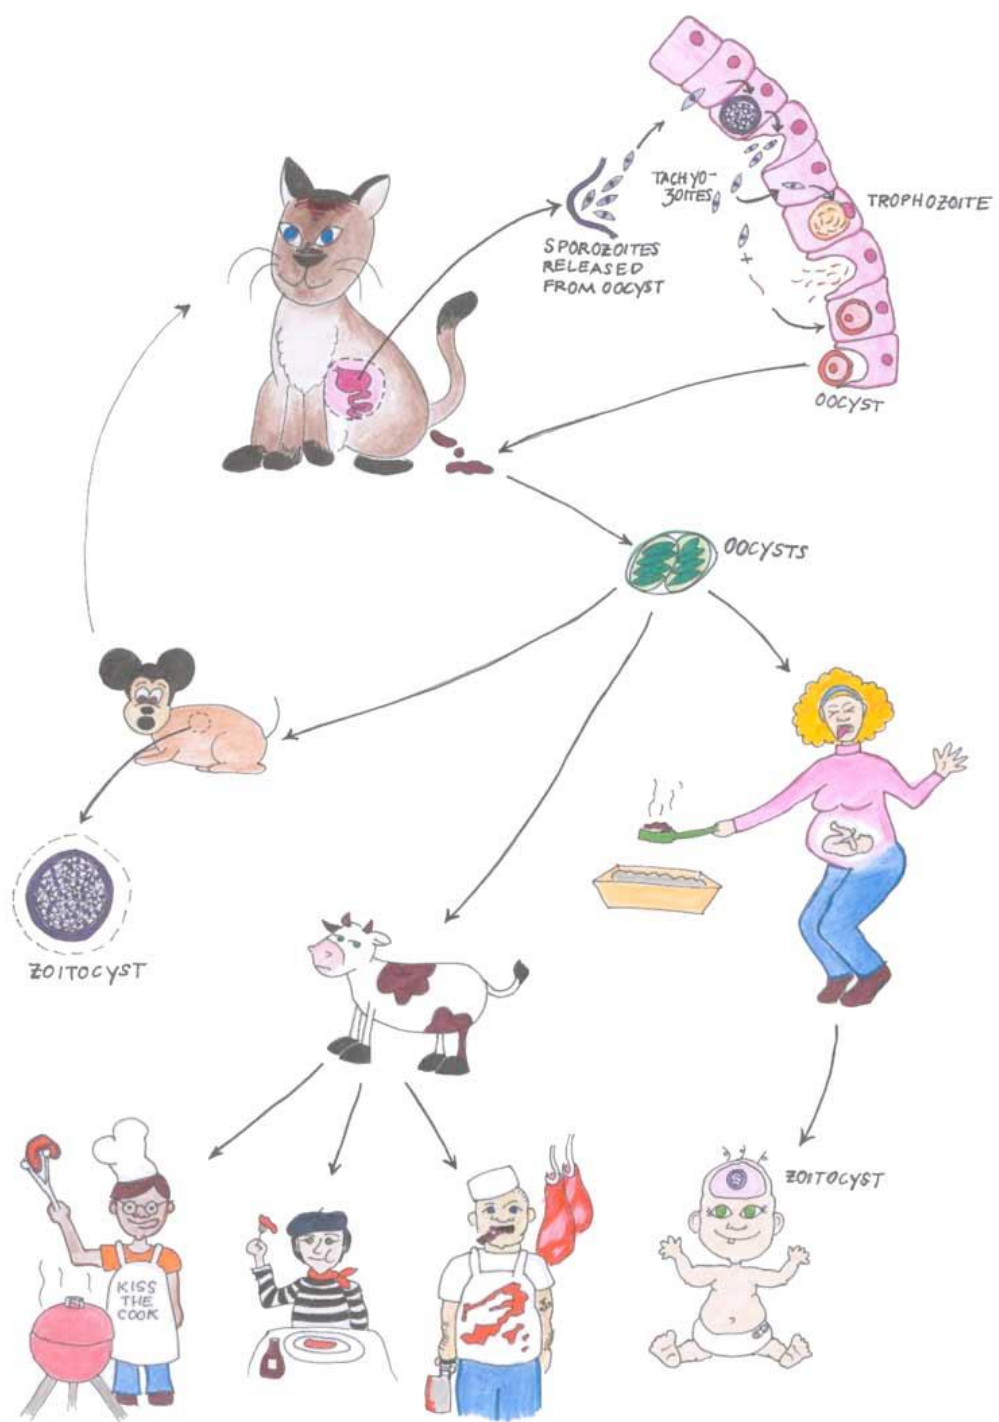 TACHYO-
ZOITES
TROPHOZOITE
SPOROZOITES
RELEASED
FROM OOCYST
OOCYST
OOCYSTS
ZOITOCYST
ZOITOCYST
KISS
THE
COOK